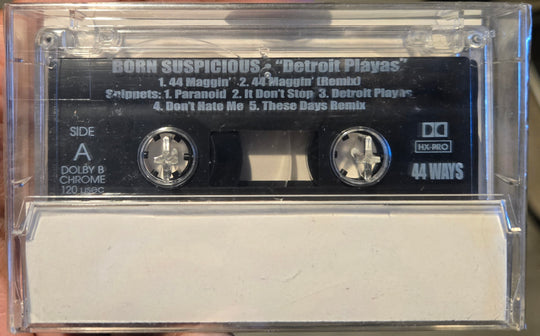 BORN SUSPICIOUS - "Detroit Playas"
1. 44 Maggin' 2. 44 Maggin' (Remix)
Snippets: 1. Paranoid 2. It Don't Stop 3. Detroit Playas
4. Don't Hate Me 5. These Days Remix
SIDE
A
DOLBY B
CHROME
120 µsec
HX-PRO
44 WAYS